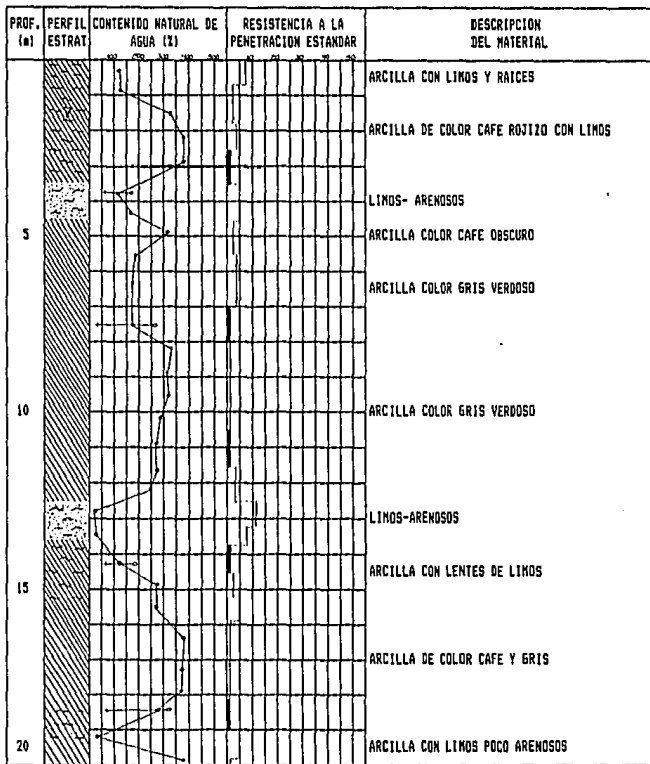 PROF. (m)
PERFIL ESTRAT
CONTENIDO NATURAL DE AGUA (%)
RESISTENCIA A LA PENETRACION ESTANDAR
DESCRIPCION DEL MATERIAL
ARCILLA CON LIMOS Y RAICES
ARCILLA DE COLOR CAFE ROJIZO CON LIMOS
LIMOS- ARENOSOS
5
ARCILLA COLOR CAFE OBSCURO
ARCILLA COLOR GRIS VERDOSO
10
ARCILLA COLOR GRIS VERDOSO
LIMOS-ARENOSOS
ARCILLA CON LENTES DE LIMOS
15
ARCILLA DE COLOR CAFE Y GRIS
20
ARCILLA CON LIMOS POCO ARENOSOS